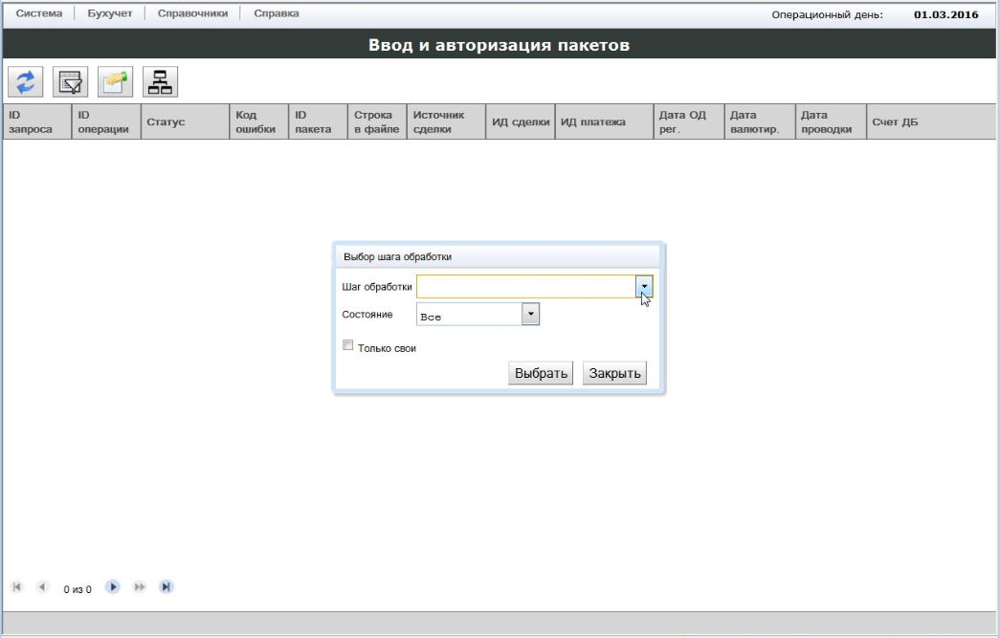 Система Бухучет Справочники Справка Операционный день: 01.03.2016
Ввод и авторизация пакетов
ID запроса
ID операции
Статус
Код ошибки
ID пакета
Строка в файле
Источник сделки
ИД сделки
ИД платежа
Дата ОД рег.
Дата валютир.
Дата проводки
Счет ДБ
Выбор шага обработки
Шаг обработки
Состояние Все
Только свои
Выбрать Закрыть
0 из 0